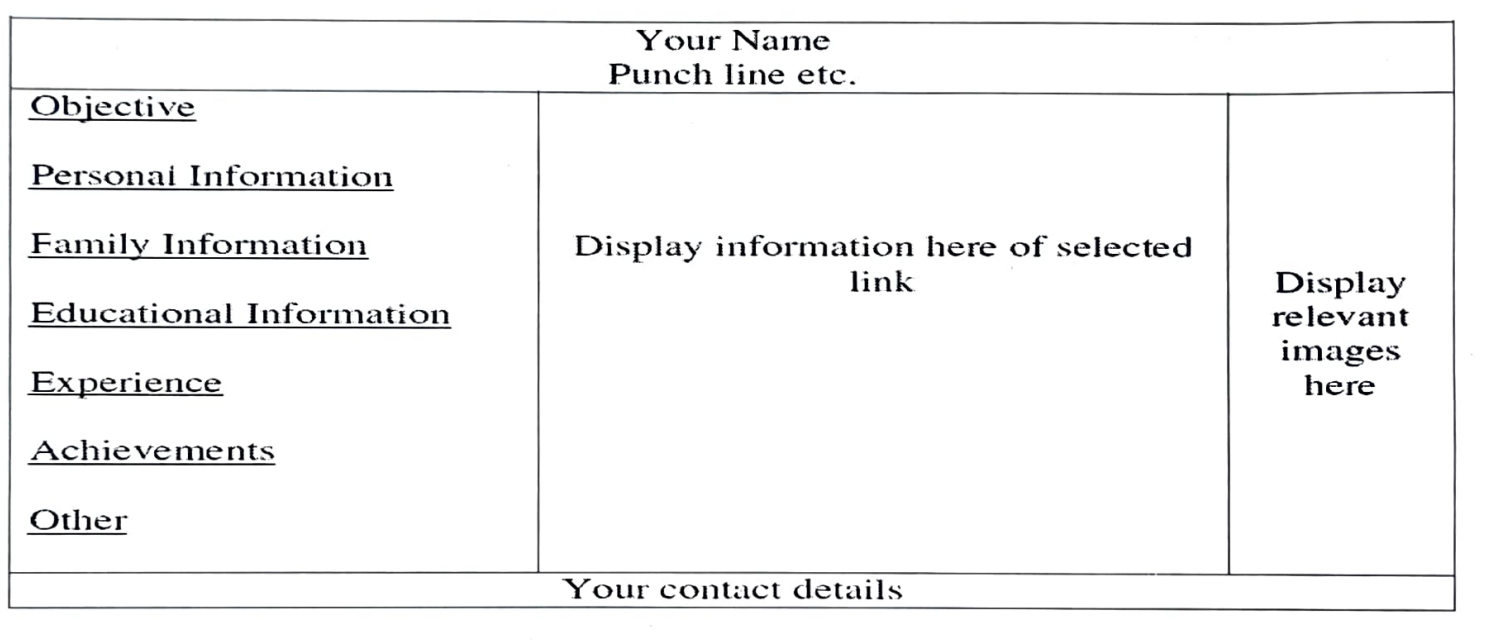 Your Name
Punch line etc.
Objective
Personal Information
Family Information
Educational Information
Experience
Achievements
Other
Display information here of selected
link
Display
relevant
images
here
Your contact details